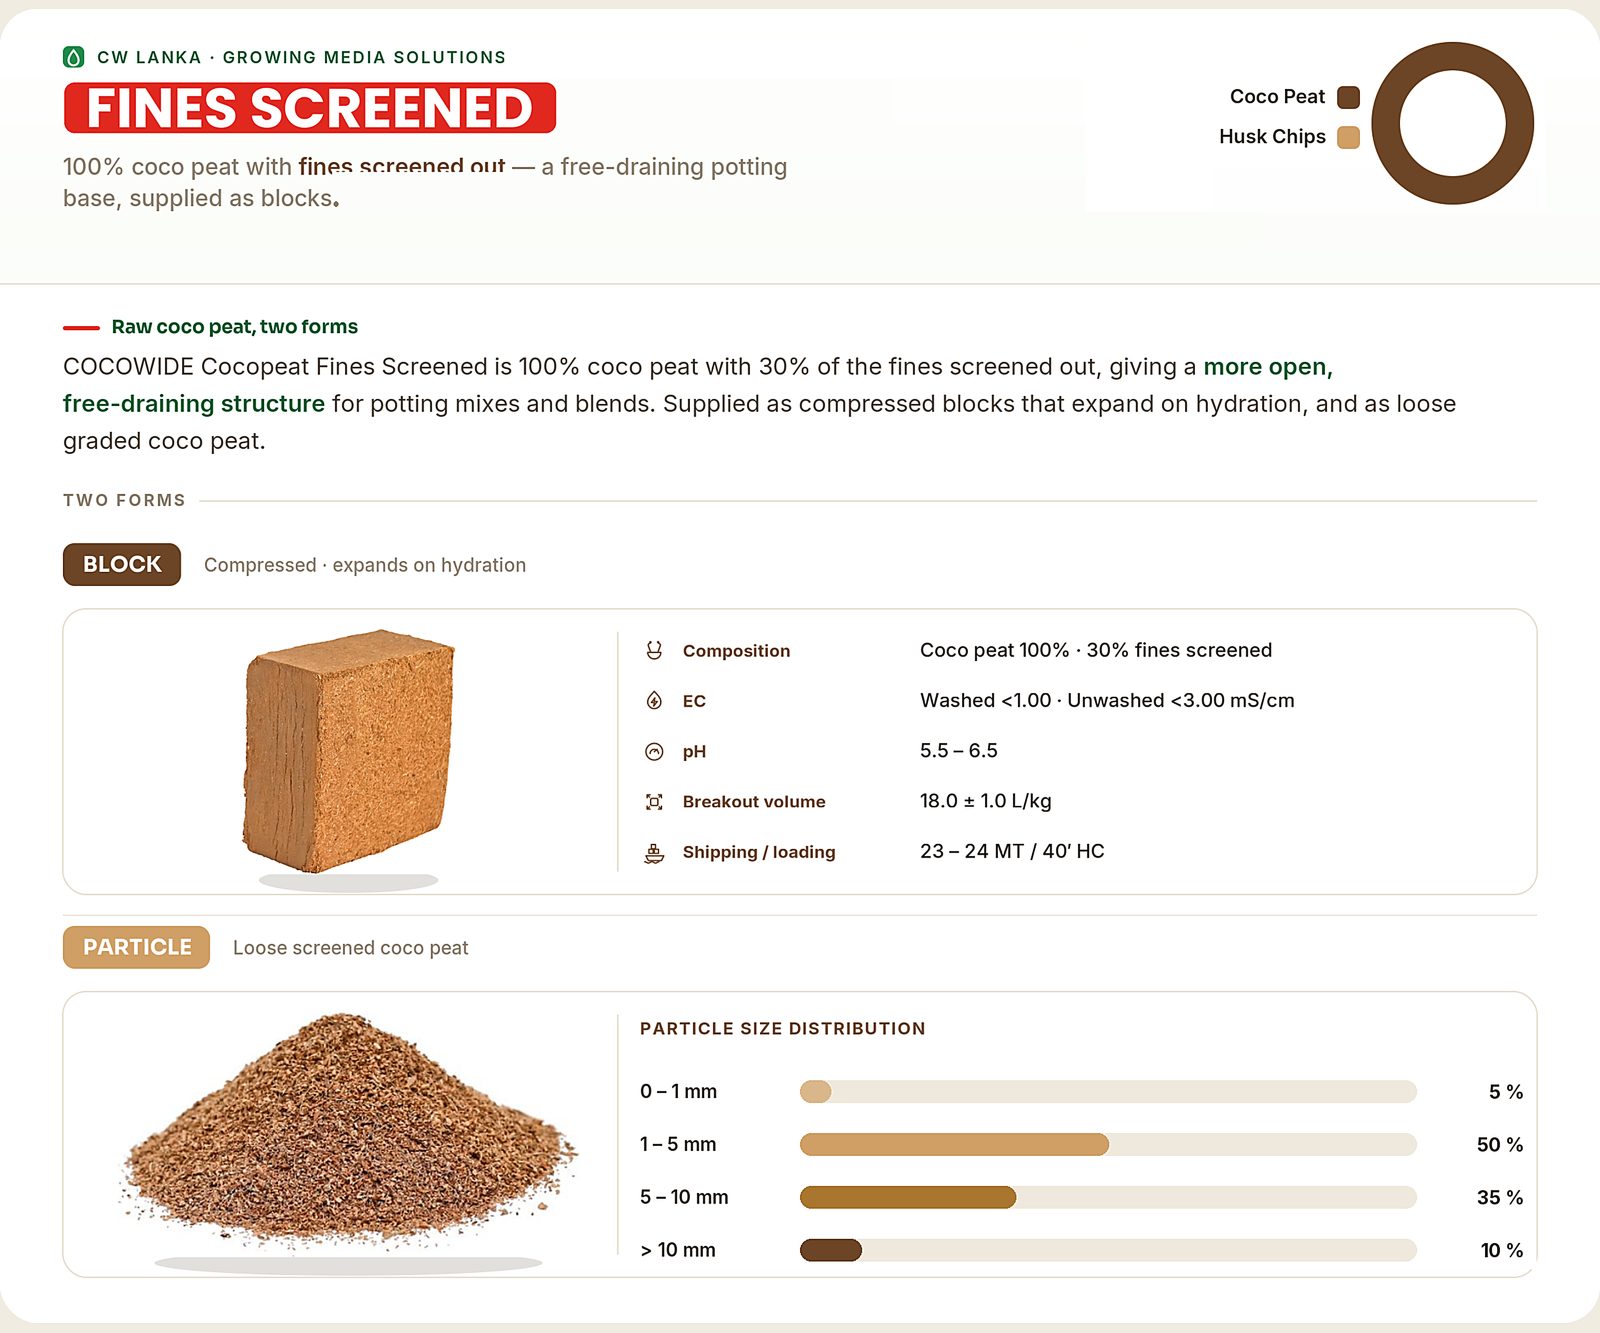 CW LANKA · GROWING MEDIA SOLUTIONS
FINES SCREENED
100% coco peat with fines screened out — a free-draining potting
base, supplied as blocks.
Coco Peat
Husk Chips
Raw coco peat, two forms
COCOWIDE Cocopeat Fines Screened is 100% coco peat with 30% of the fines screened out, giving a more open,
free-draining structure for potting mixes and blends. Supplied as compressed blocks that expand on hydration, and as loose
graded coco peat.
TWO FORMS
BLOCK Compressed · expands on hydration
Composition Coco peat 100% · 30% fines screened
EC Washed <1.00 · Unwashed <3.00 mS/cm
pH 5.5 – 6.5
Breakout volume 18.0 ± 1.0 L/kg
Shipping / loading 23 – 24 MT / 40′ HC
PARTICLE Loose screened coco peat
PARTICLE SIZE DISTRIBUTION
0 – 1 mm 5 %
1 – 5 mm 50 %
5 – 10 mm 35 %
> 10 mm 10 %